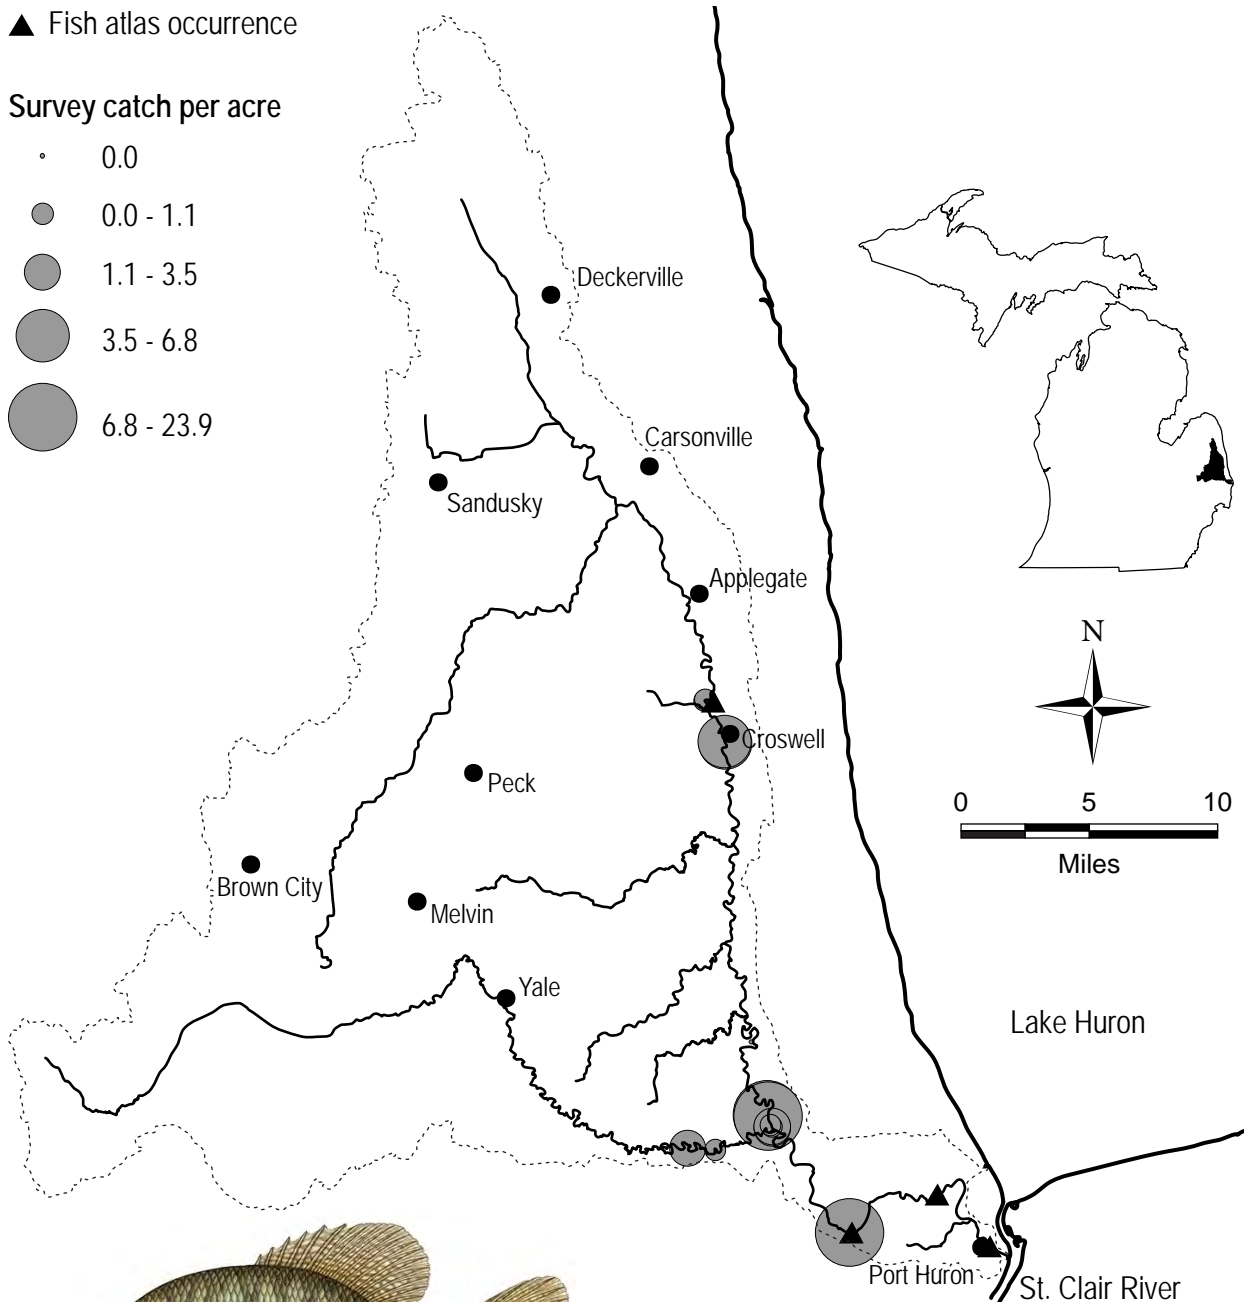 Fish atlas occurrence
Survey catch per acre
0.0
0.0 - 1.1
1.1 - 3.5
3.5 - 6.8
6.8 - 23.9
Deckerville
Carsonville
Sandusky
Applegate
N
Croswell
Peck
0 5 10
Miles
Brown City
Melvin
Yale
Lake Huron
Port Huron
St. Clair River